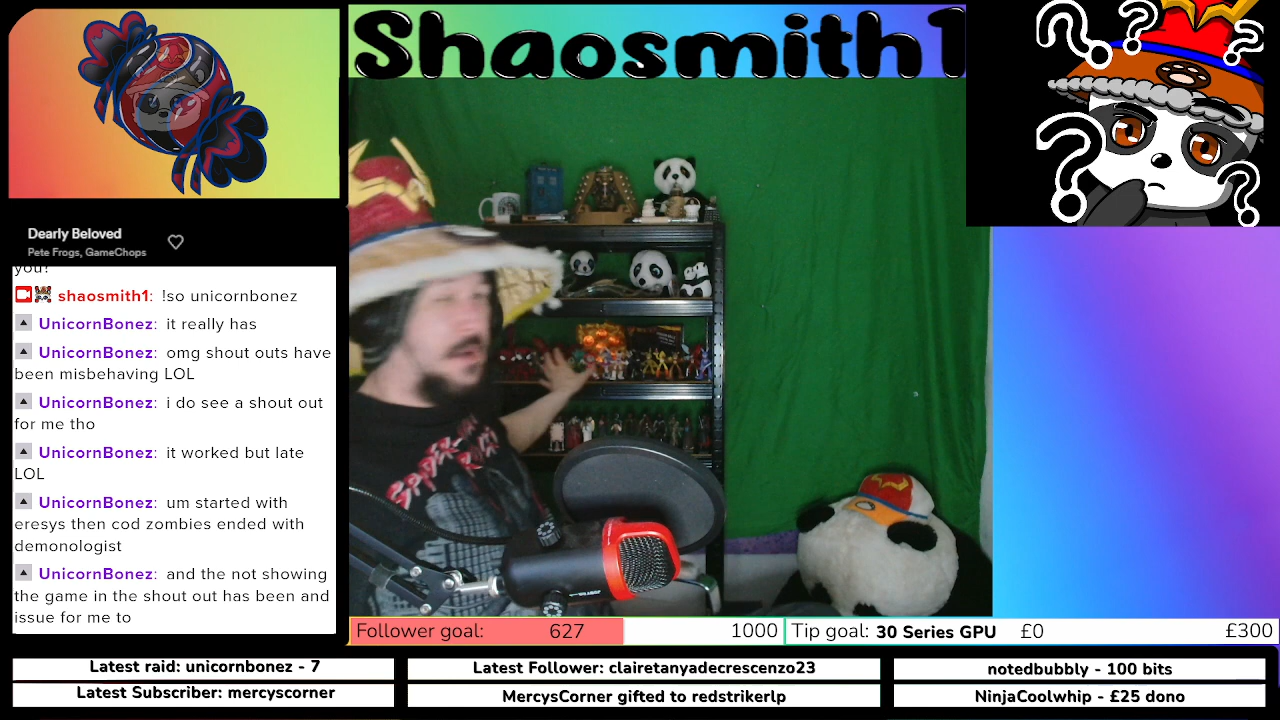 Shaosmith1
Dearly Beloved
Pete Frogs, GameChops
you?
shaosmith1: !so unicornbonez
UnicornBonez: it really has
UnicornBonez: omg shout outs have
been misbehaving LOL
UnicornBonez: i do see a shout out
for me tho
UnicornBonez: it worked but late
LOL
UnicornBonez: um started with
eresys then cod zombies ended with
demonologist
UnicornBonez: and the not showing
the game in the shout out has been and
issue for me to
Follower goal: 627 1000
Tip goal: 30 Series GPU £0 £300
Latest raid: unicornbonez - 7
Latest Follower: clairetanyadecrescenzo23
notedbubbly - 100 bits
Latest Subscriber: mercyscorner
MercysCorner gifted to redstrikerlp
NinjaCoolwhip - £25 dono